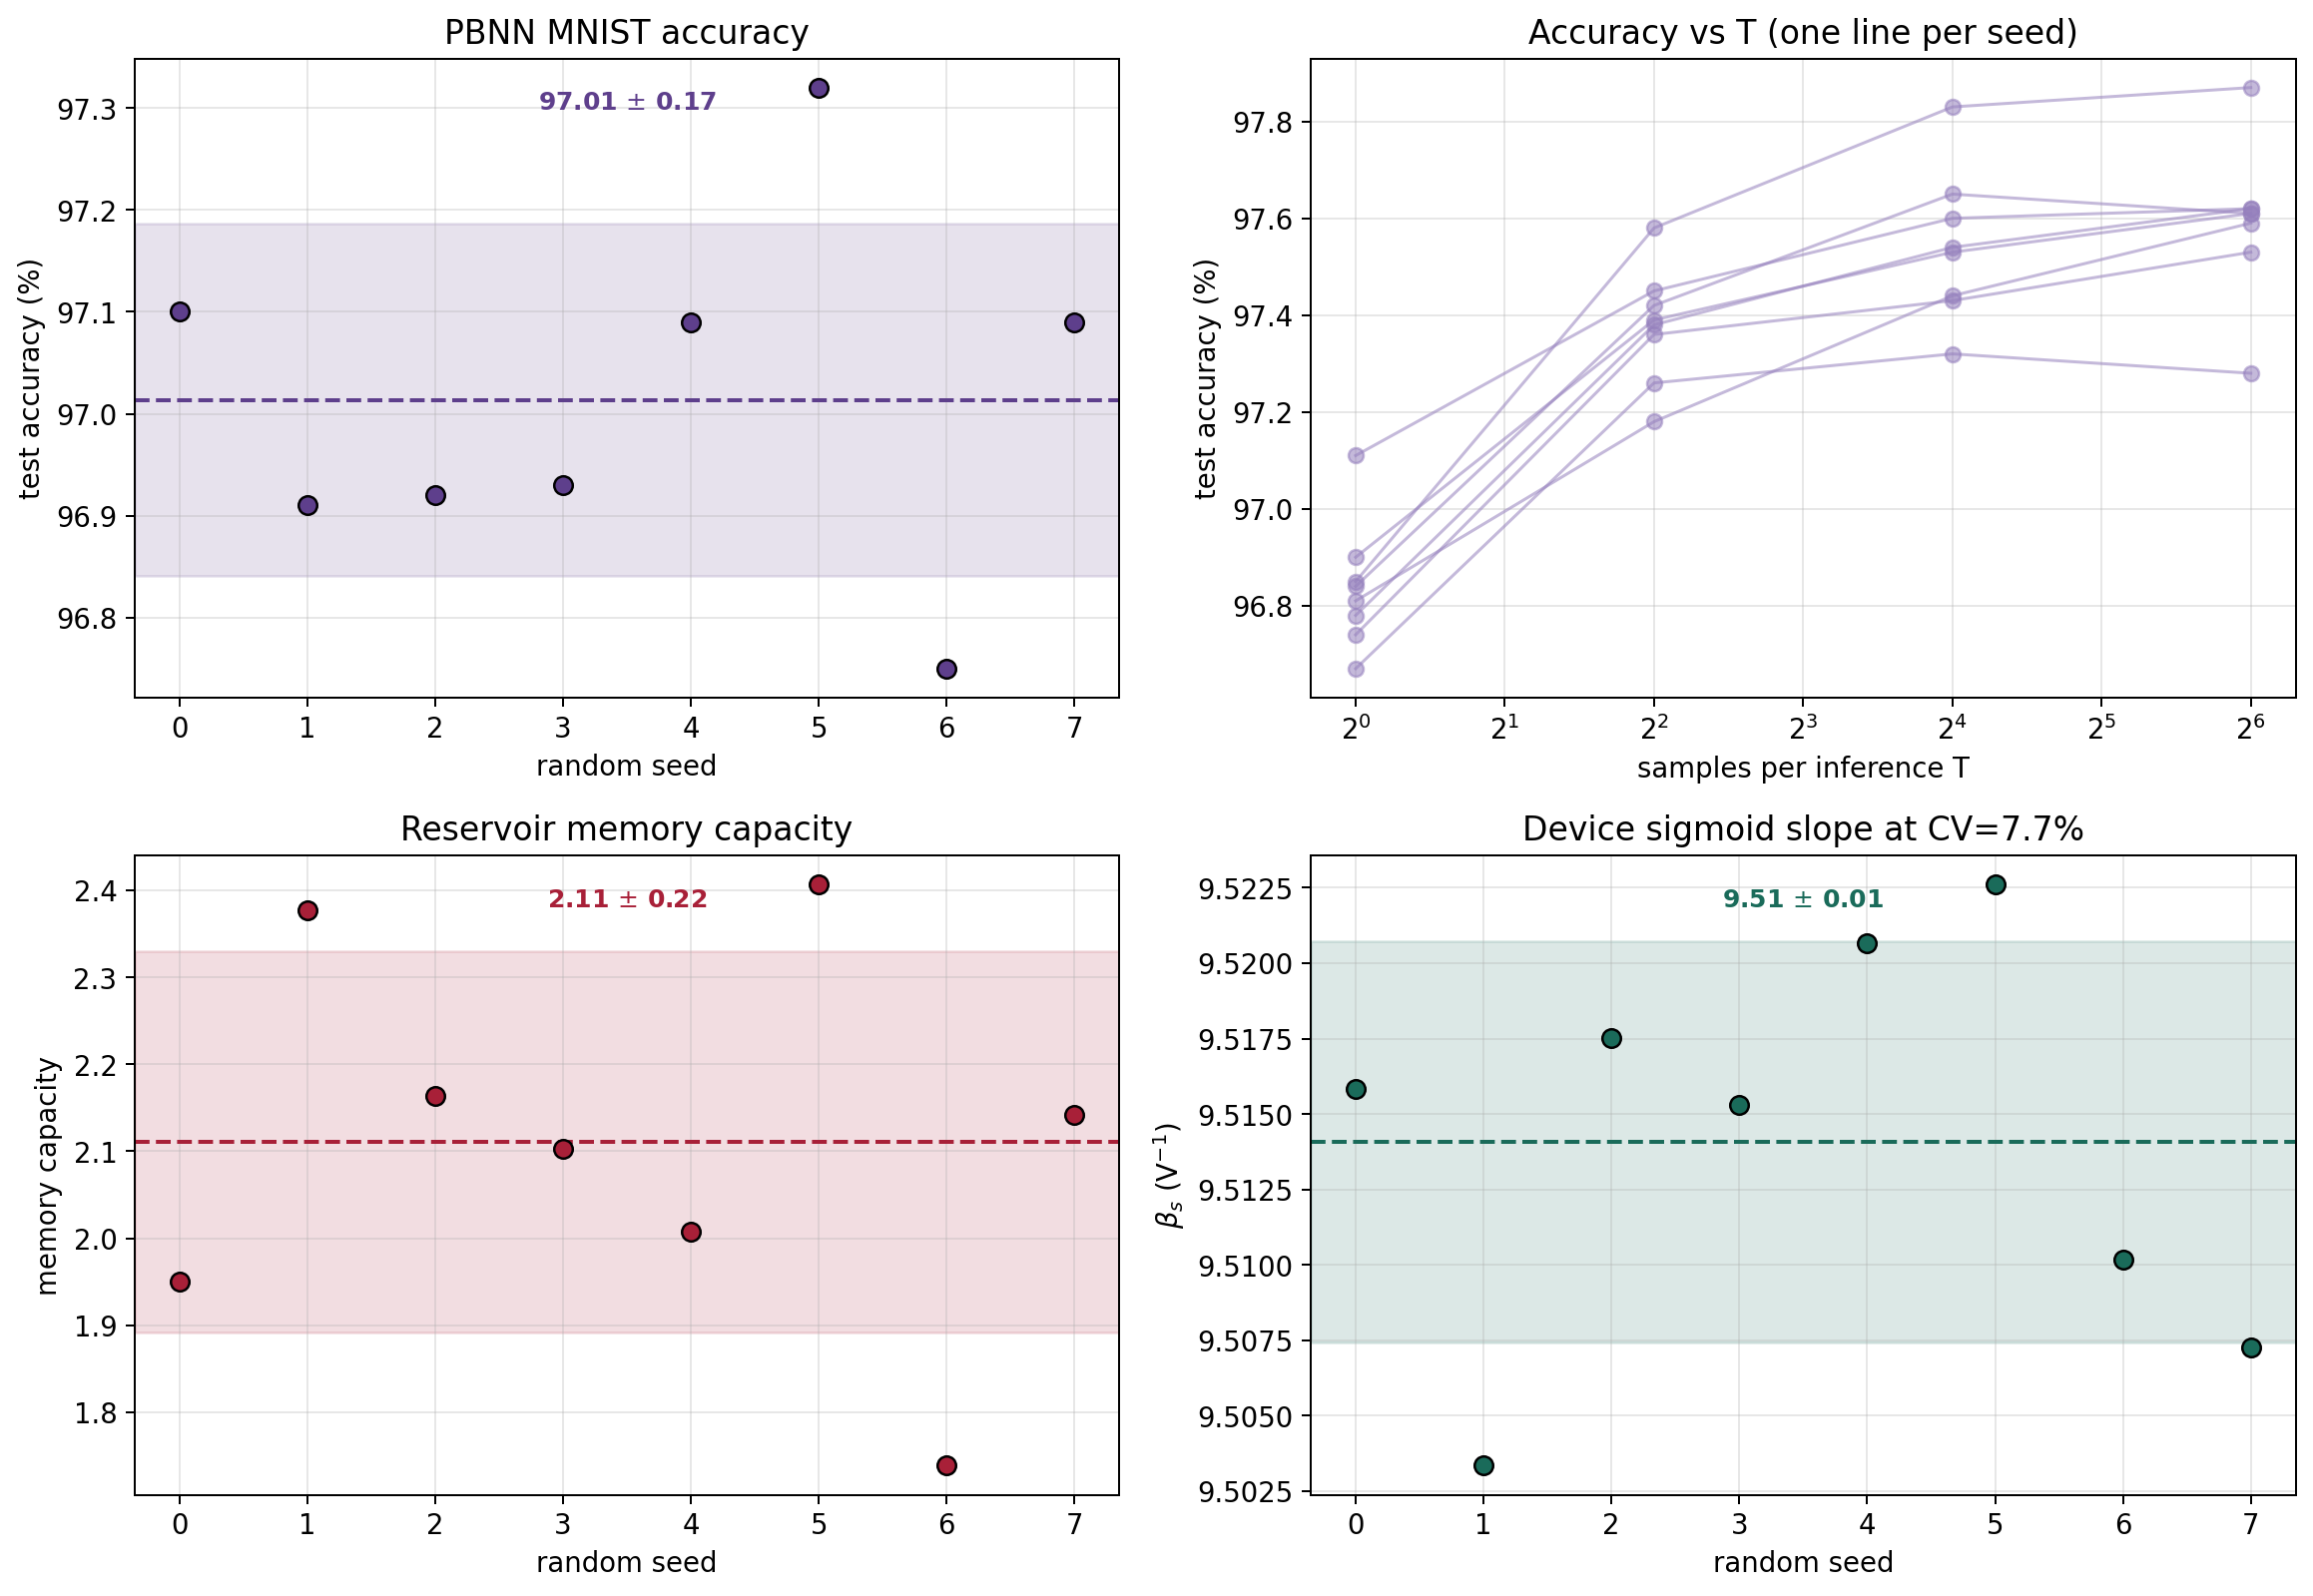 PBNN MNIST accuracy
97.01 ± 0.17
97.3
97.2
97.1
97.0
96.9
96.8
test accuracy (%)
0 1 2 3 4 5 6 7
random seed
Accuracy vs T (one line per seed)
97.8
97.6
97.4
97.2
97.0
96.8
test accuracy (%)
2⁰ 2¹ 2² 2³ 2⁴ 2⁵ 2⁶
samples per inference T
Reservoir memory capacity
2.11 ± 0.22
2.4
2.3
2.2
2.1
2.0
1.9
1.8
memory capacity
0 1 2 3 4 5 6 7
random seed
Device sigmoid slope at CV=7.7%
9.51 ± 0.01
9.5225
9.5200
9.5175
9.5150
9.5125
9.5100
9.5075
9.5050
9.5025
βₛ (V⁻¹)
0 1 2 3 4 5 6 7
random seed